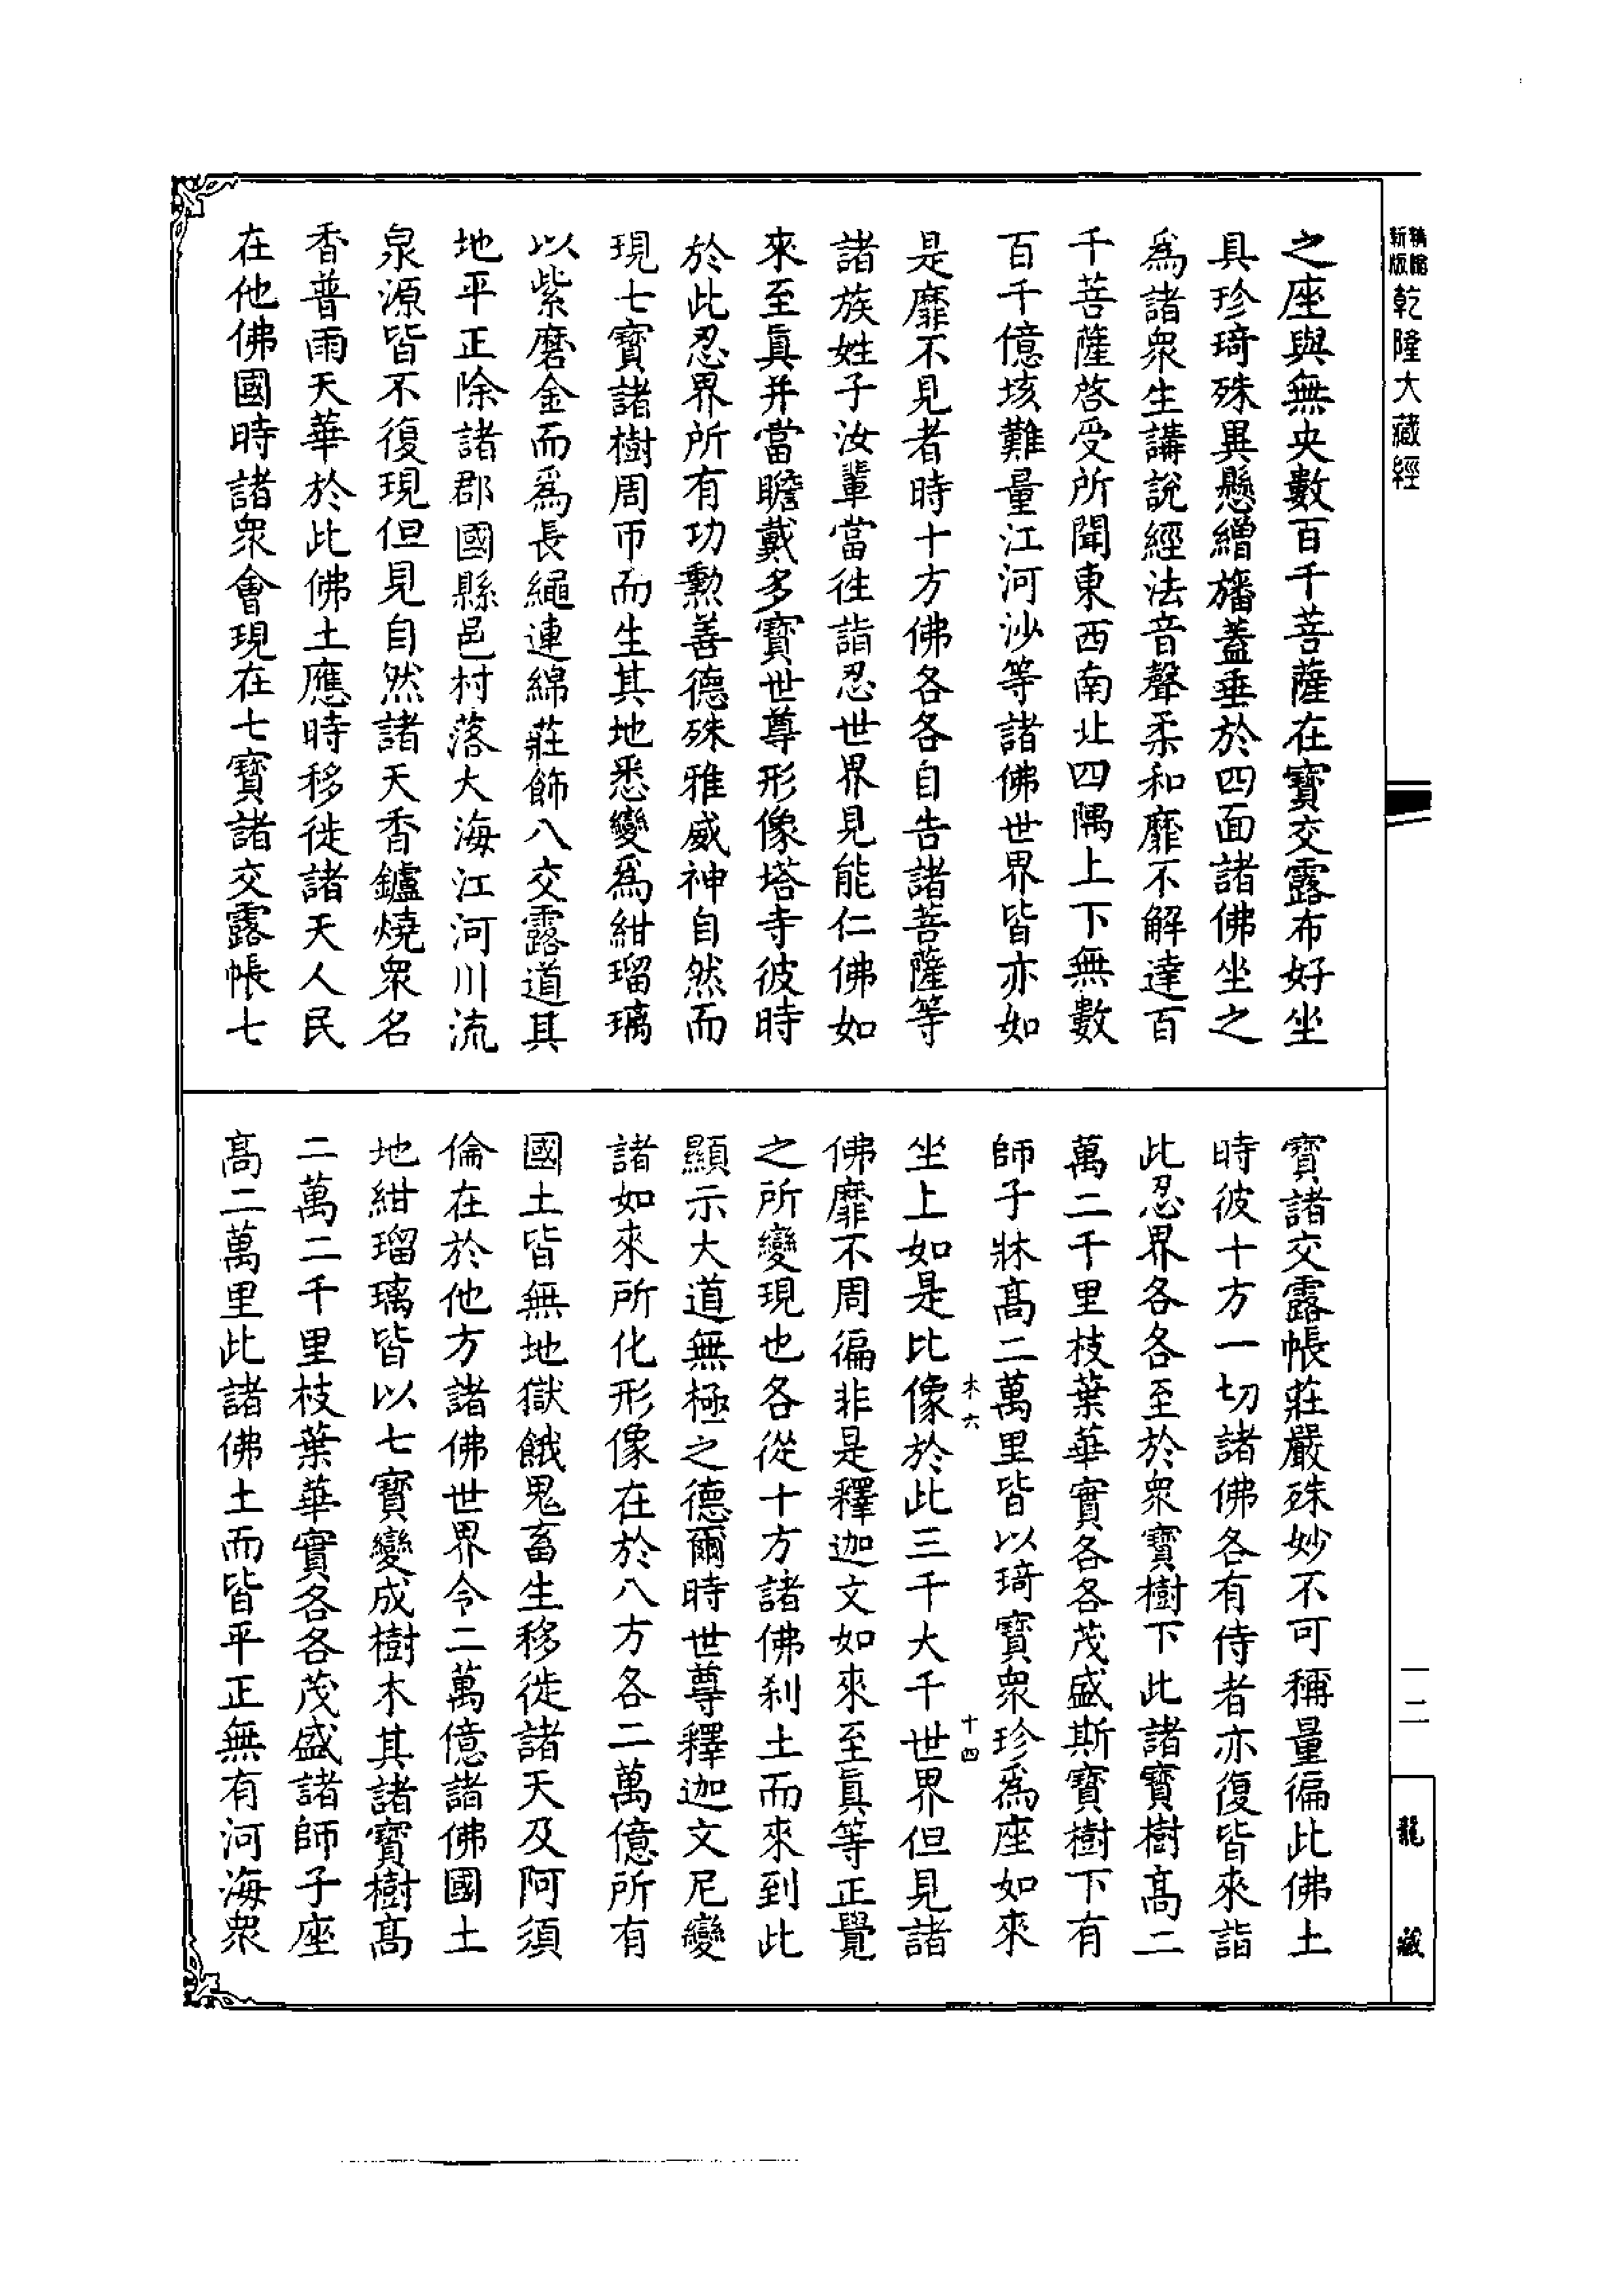 新版
乾隆大藏經
之座與無央數百千菩薩在寶交露布好坐
具珍琦殊異懸繒旛蓋垂於四面諸佛坐之
爲諸衆生講說經法音聲柔和靡不解達百
千菩薩啓受所聞東西南北四隅上下無數
百千億垓難量江河沙等諸佛世界皆亦如
是靡不見者時十方佛各各自告諸菩薩等
諸族姓子汝輩當徃詣忍世界見能仁佛如
來至眞并當瞻戴多寶世尊形像塔寺彼時
於此忍界所有功勲善德殊雅威神自然而
現七寶諸樹周帀而生其地悉變爲紺瑠璃
以紫磨金而爲長繩連綿莊飾八交露道其
地平正除諸郡國縣邑村落大海江河川流
泉源皆不復現但見自然諸天香鑪燒衆名
香普雨天華於此佛土應時移徙諸天人民
在他佛國時諸衆會現在七寶諸交露帳七
寶諸交露帳莊嚴殊妙不可稱量徧此佛土
時彼十方一切諸佛各有侍者亦復皆來詣
此忍界各各至於衆寶樹下此諸寶樹髙二
萬二千里枝葉華實各各茂盛斯寶樹下有
師子牀髙二萬里皆以琦寶衆珍爲座如來
木六
十四
坐上如是比像於此三千大千世界但見諸
佛靡不周徧非是釋迦文如來至眞等正覺
之所變現也各從十方諸佛刹土而來到此
顯示大道無極之德爾時世尊釋迦文尼變
諸如來所化形像在於八方各二萬億所有
國土皆無地獄餓鬼畜生移徙諸天及阿須
倫在於他方諸佛世界令二萬億諸佛國土
地紺瑠璃皆以七寶變成樹木其諸寶樹髙
二萬二千里枝葉華實各各茂盛諸師子座
髙二萬里此諸佛土而皆平正無有河海衆
一二
龍藏